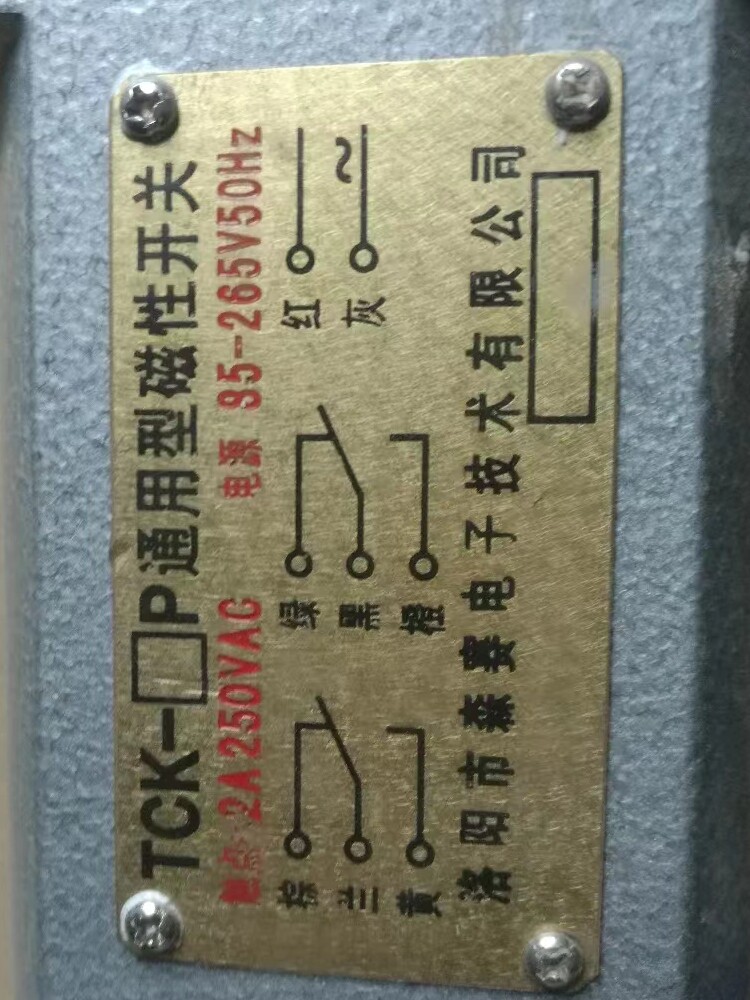 TCK-□P通用型磁性开关
触点: 2A 250VAC 电源 85-265V50Hz
棕 绿 红
兰 黑 灰 ~
黄 橙
洛阳市森赛电子技术有限公司